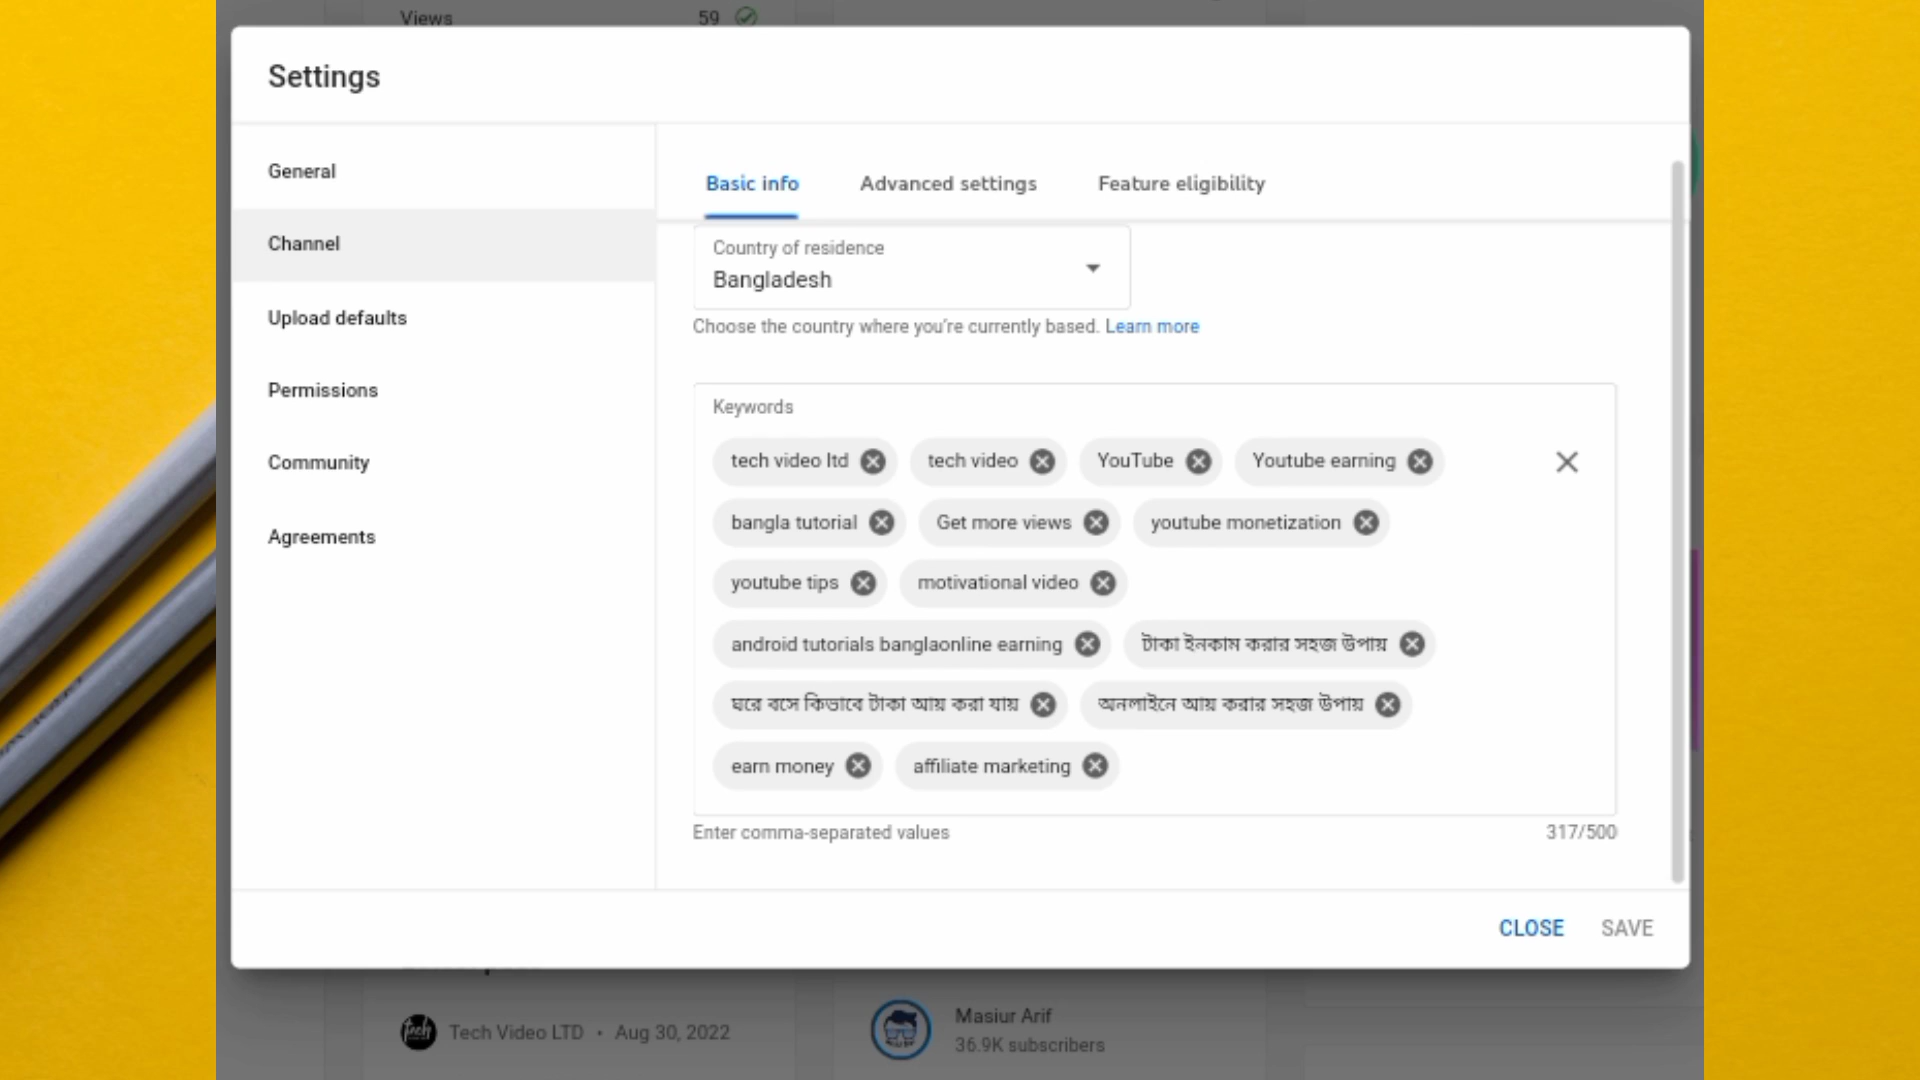 Views 59
Settings
General
Channel
Upload defaults
Permissions
Community
Agreements
Basic info Advanced settings Feature eligibility
Country of residence
Bangladesh
Choose the country where you're currently based. Learn more
Keywords
tech video ltd tech video YouTube Youtube earning
bangla tutorial Get more views youtube monetization
youtube tips motivational video
android tutorials banglaonline earning টাকা ইনকাম করার সহজ উপায়
ঘরে বসে কিভাবে টাকা আয় করা যায় অনলাইনে আয় করার সহজ উপায়
earn money affiliate marketing
Enter comma-separated values 317/500
CLOSE SAVE
Tech Video LTD • Aug 30, 2022
Masiur Arif
36.9K subscribers